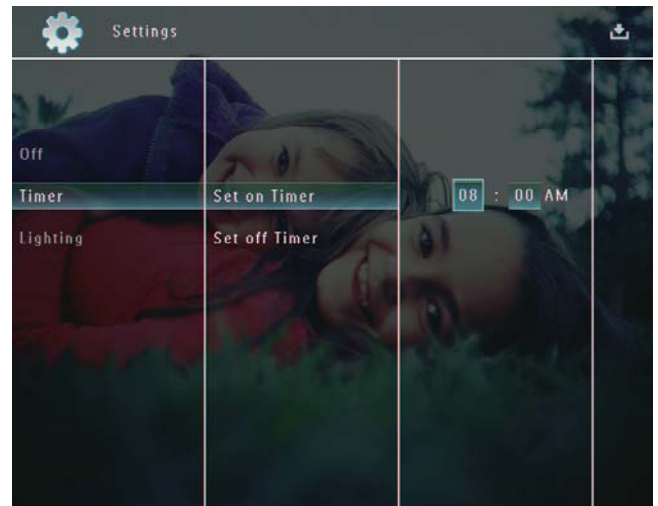 Settings
Off
Timer
Set on Timer
08 : 00 AM
Lighting
Set off Timer